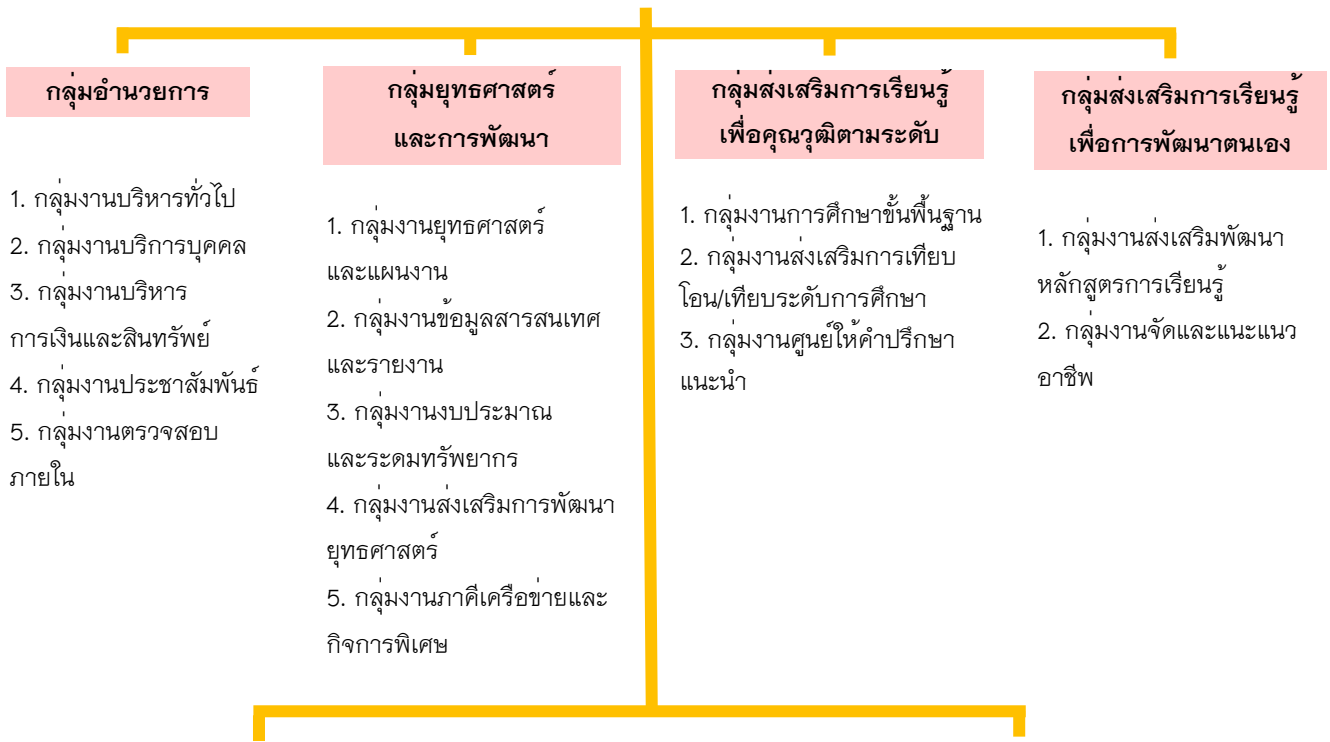 กลุ่มอำนวยการ
1. กลุ่มงานบริหารทั่วไป
2. กลุ่มงานบริการบุคคล
3. กลุ่มงานบริหาร
การเงินและสินทรัพย์
4. กลุ่มงานประชาสัมพันธ์
5. กลุ่มงานตรวจสอบ
ภายใน
กลุ่มยุทธศาสตร์
และการพัฒนา
1. กลุ่มงานยุทธศาสตร์
และแผนงาน
2. กลุ่มงานข้อมูลสารสนเทศ
และรายงาน
3. กลุ่มงานงบประมาณ
และระดมทรัพยากร
4. กลุ่มงานส่งเสริมการพัฒนา
ยุทธศาสตร์
5. กลุ่มงานภาคีเครือข่ายและ
กิจการพิเศษ
กลุ่มส่งเสริมการเรียนรู้
เพื่อคุณวุฒิตามระดับ
1. กลุ่มงานการศึกษาขั้นพื้นฐาน
2. กลุ่มงานส่งเสริมการเทียบ
โอน/เทียบระดับการศึกษา
3. กลุ่มงานศูนย์ให้คำปรึกษา
แนะนำ
กลุ่มส่งเสริมการเรียนรู้
เพื่อการพัฒนาตนเอง
1. กลุ่มงานส่งเสริมพัฒนา
หลักสูตรการเรียนรู้
2. กลุ่มงานจัดและแนะแนว
อาชีพ